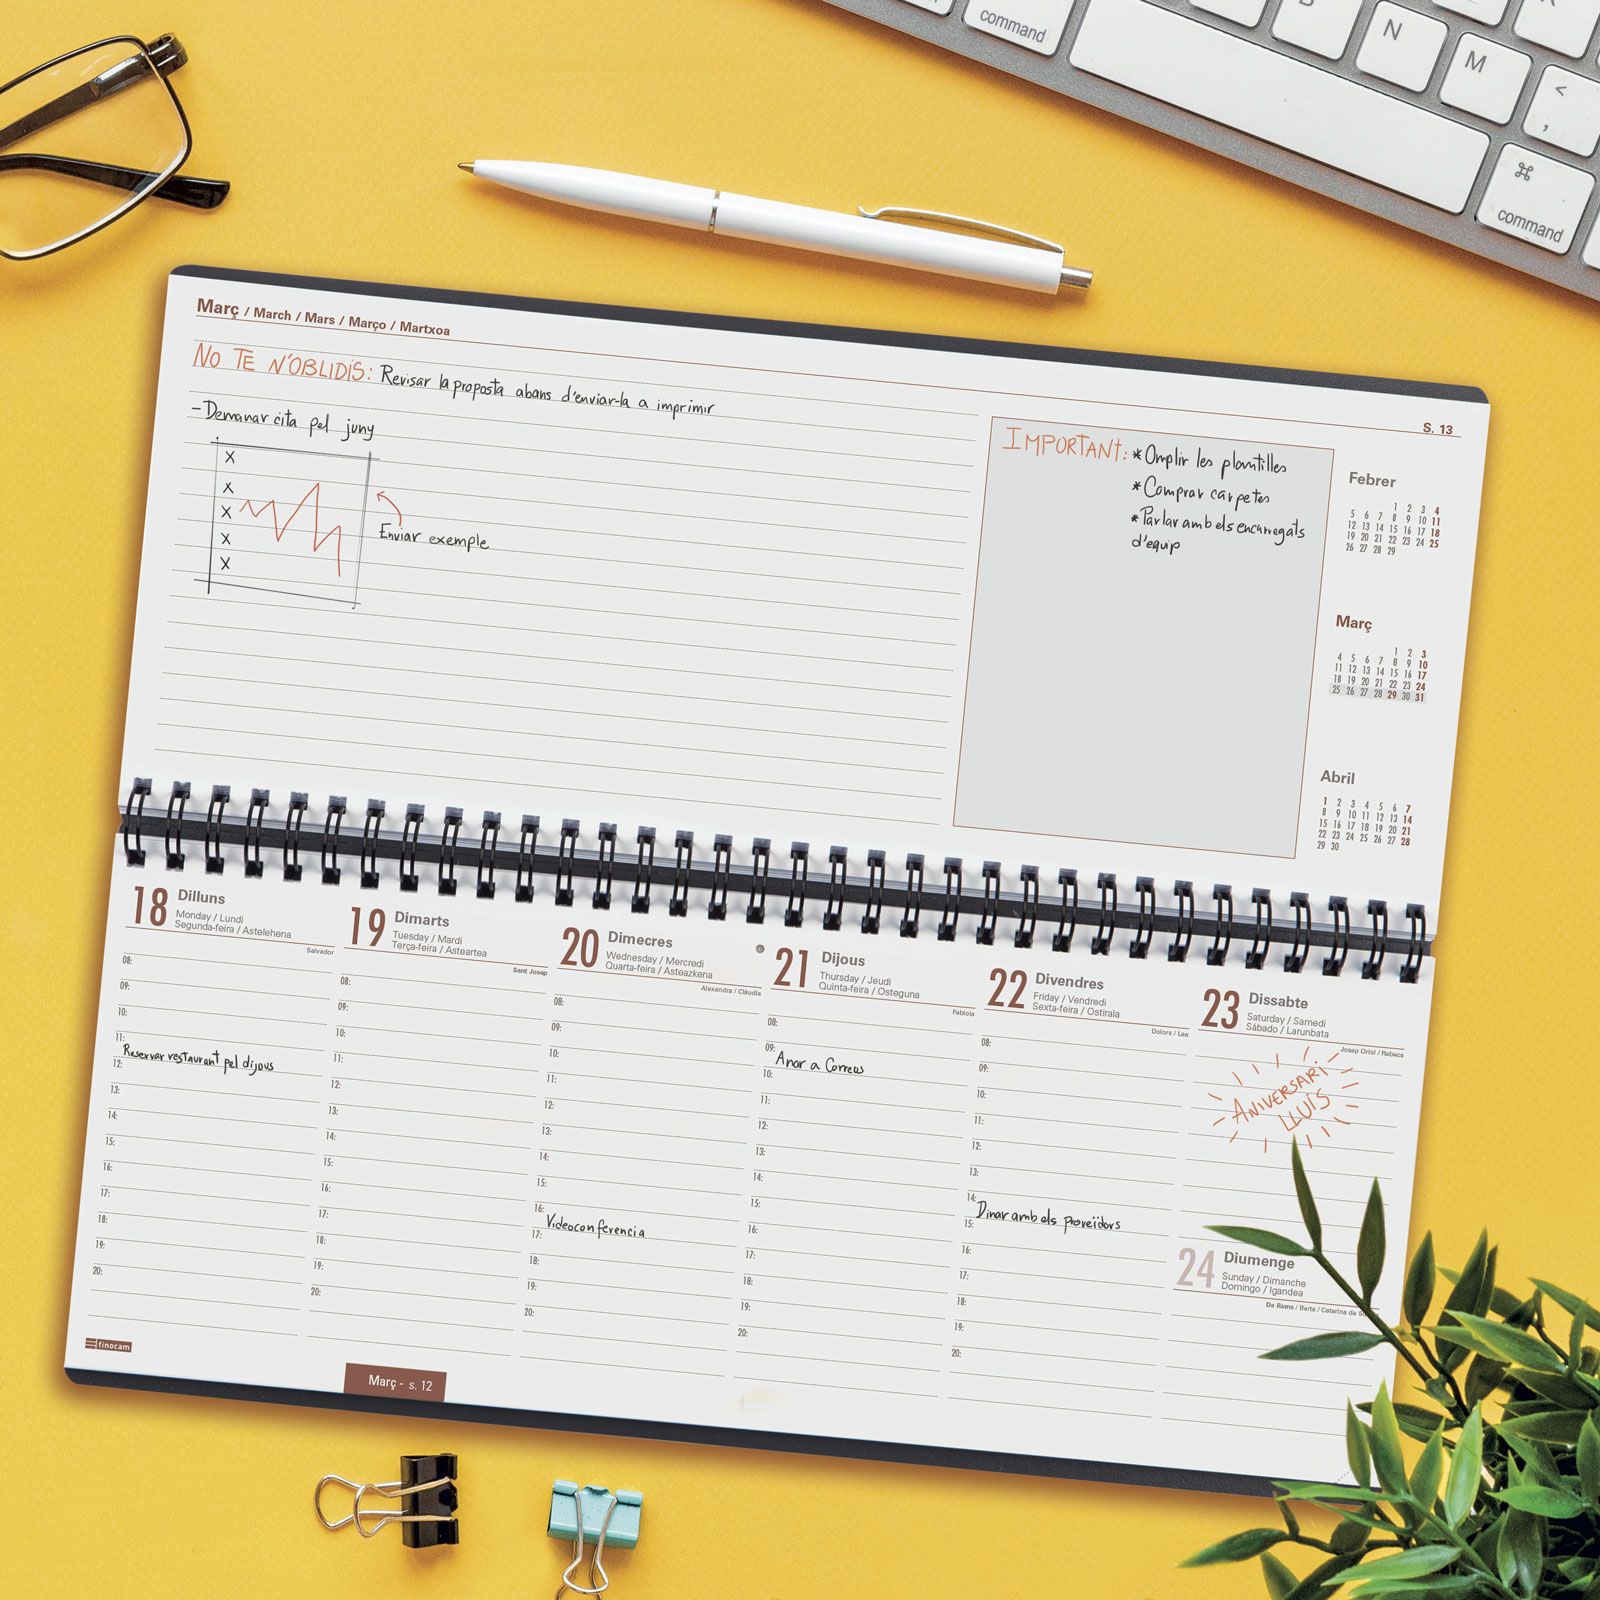 command
B
N
M
<
,
⌘
command
Març / March / Mars / Março / Martxoa
S. 13
NO TE N'OBLIDIS: Revisar la proposta abans d'enviar-la a imprimir
-Demanar cita pel juny
X
X
X
X
X
Enviar exemple
IMPORTANT: *Omplir les plantilles
*Comprar carpetes
*Parlar amb els encarregats
d'equip
Febrer
1 2 3 4
5 6 7 8 9 10 11
12 13 14 15 16 17 18
19 20 21 22 23 24 25
26 27 28 29
Març
1 2 3
4 5 6 7 8 9 10
11 12 13 14 15 16 17
18 19 20 21 22 23 24
25 26 27 28 29 30 31
Abril
1 2 3 4 5 6 7
8 9 10 11 12 13 14
15 16 17 18 19 20 21
22 23 24 25 26 27 28
29 30
18 Dilluns
Monday / Lundi
Segunda-feira / Astelehena
Salvador
08:
09:
10:
11:
Reservar restaurant pel dijous
12:
13:
14:
15:
16:
17:
18:
19:
20:
19 Dimarts
Tuesday / Mardi
Terça-feira / Asteartea
Sant Josep
08:
09:
10:
11:
12:
13:
14:
15:
16:
17:
18:
19:
20:
20 Dimecres
Wednesday / Mercredi
Quarta-feira / Asteazkena
Alexandra / Clàudia
08:
09:
10:
11:
12:
13:
14:
15:
16:
Videoconferencia
17:
18:
19:
20:
21 Dijous
Thursday / Jeudi
Quinta-feira / Osteguna
Fabiola
08:
09:
Anar a Correus
10:
11:
12:
13:
14:
15:
16:
17:
18:
19:
20:
22 Divendres
Friday / Vendredi
Sexta-feira / Ostirala
Dolors / Lea
08:
09:
10:
11:
12:
13:
14:
Dinar amb els proveïdors
15:
16:
17:
18:
19:
20:
23 Dissabte
Saturday / Samedi
Sábado / Larunbata
Josep Oriol / Rebeca
ANIVERSARI
LLUÍS
24 Diumenge
Sunday / Dimanche
Domingo / Igandea
De Rams / Berta / Caterina de
finocam
Març - s. 12